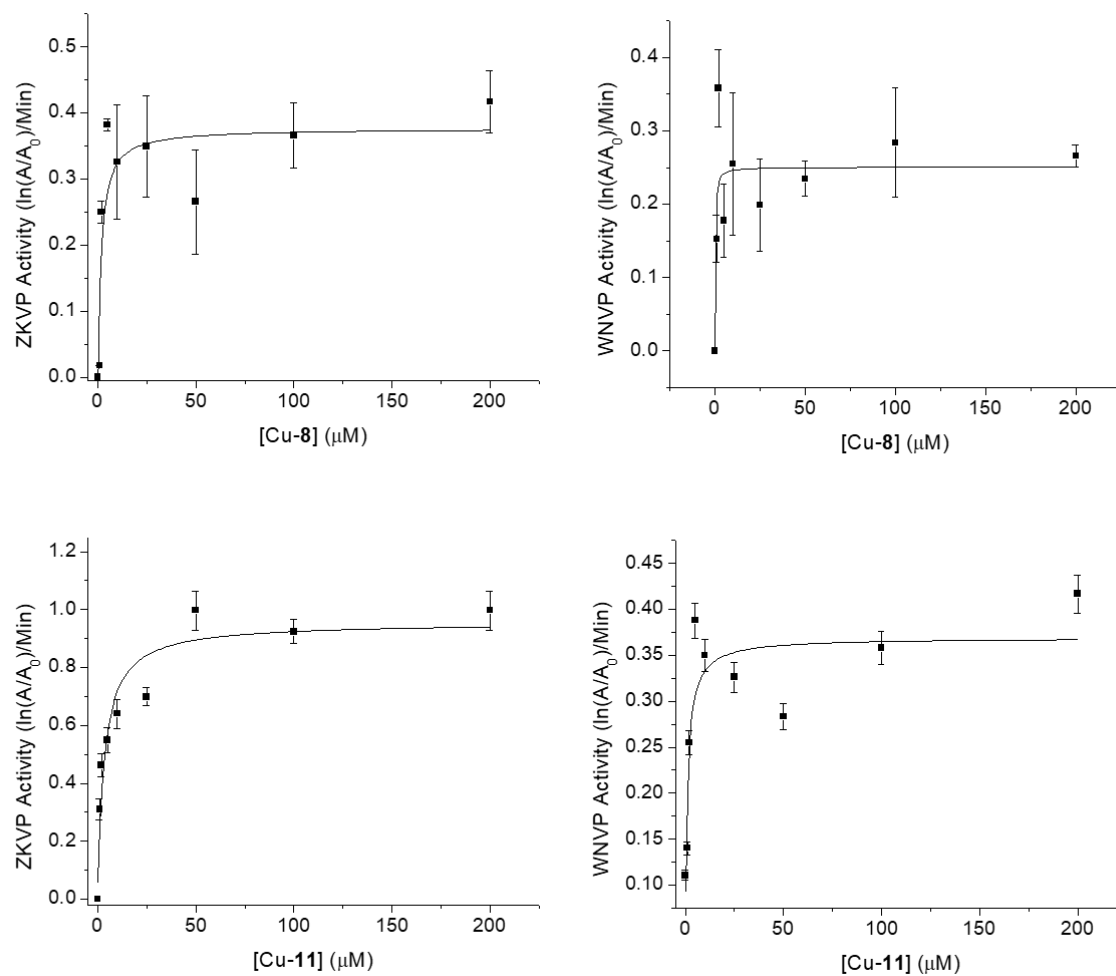 ZKVP Activity (ln(A/A₀)/Min)
0.5
0.4
0.3
0.2
0.1
0.0
0 50 100 150 200
[Cu-8] (μM)
WNVP Activity (ln(A/A₀)/Min)
0.4
0.3
0.2
0.1
0.0
0 50 100 150 200
[Cu-8] (μM)
ZKVP Activity (ln(A/A₀)/Min)
1.2
1.0
0.8
0.6
0.4
0.2
0.0
0 50 100 150 200
[Cu-11] (μM)
WNVP Activity (ln(A/A₀)/Min)
0.45
0.40
0.35
0.30
0.25
0.20
0.15
0.10
0 50 100 150 200
[Cu-11] (μM)